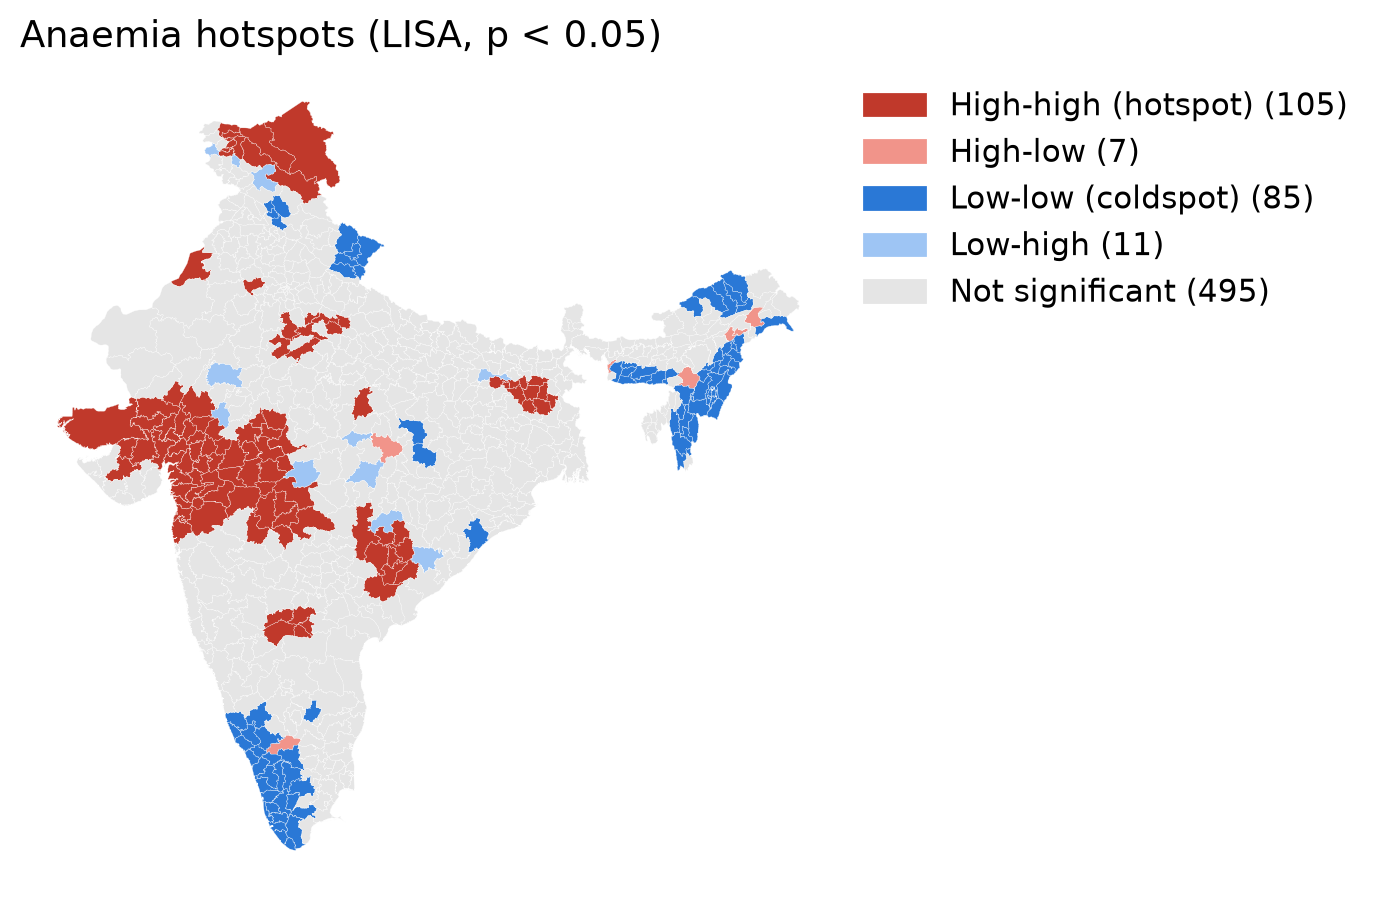 Anaemia hotspots (LISA, p < 0.05)
High-high (hotspot) (105)
High-low (7)
Low-low (coldspot) (85)
Low-high (11)
Not significant (495)